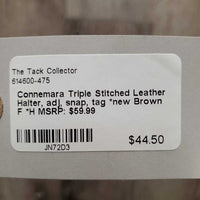 The Tack Collector
614600-475
Connemara Triple Stitched Leather
Halter, adj, snap, tag *new Brown
F *H MSRP: $59.99
$44.50
JN72D3